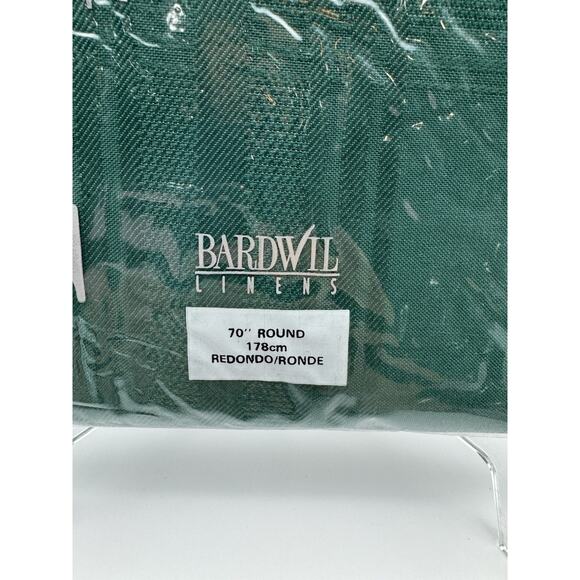 BARDWIL
LINENS
70" ROUND
178cm
REDONDO/RONDE